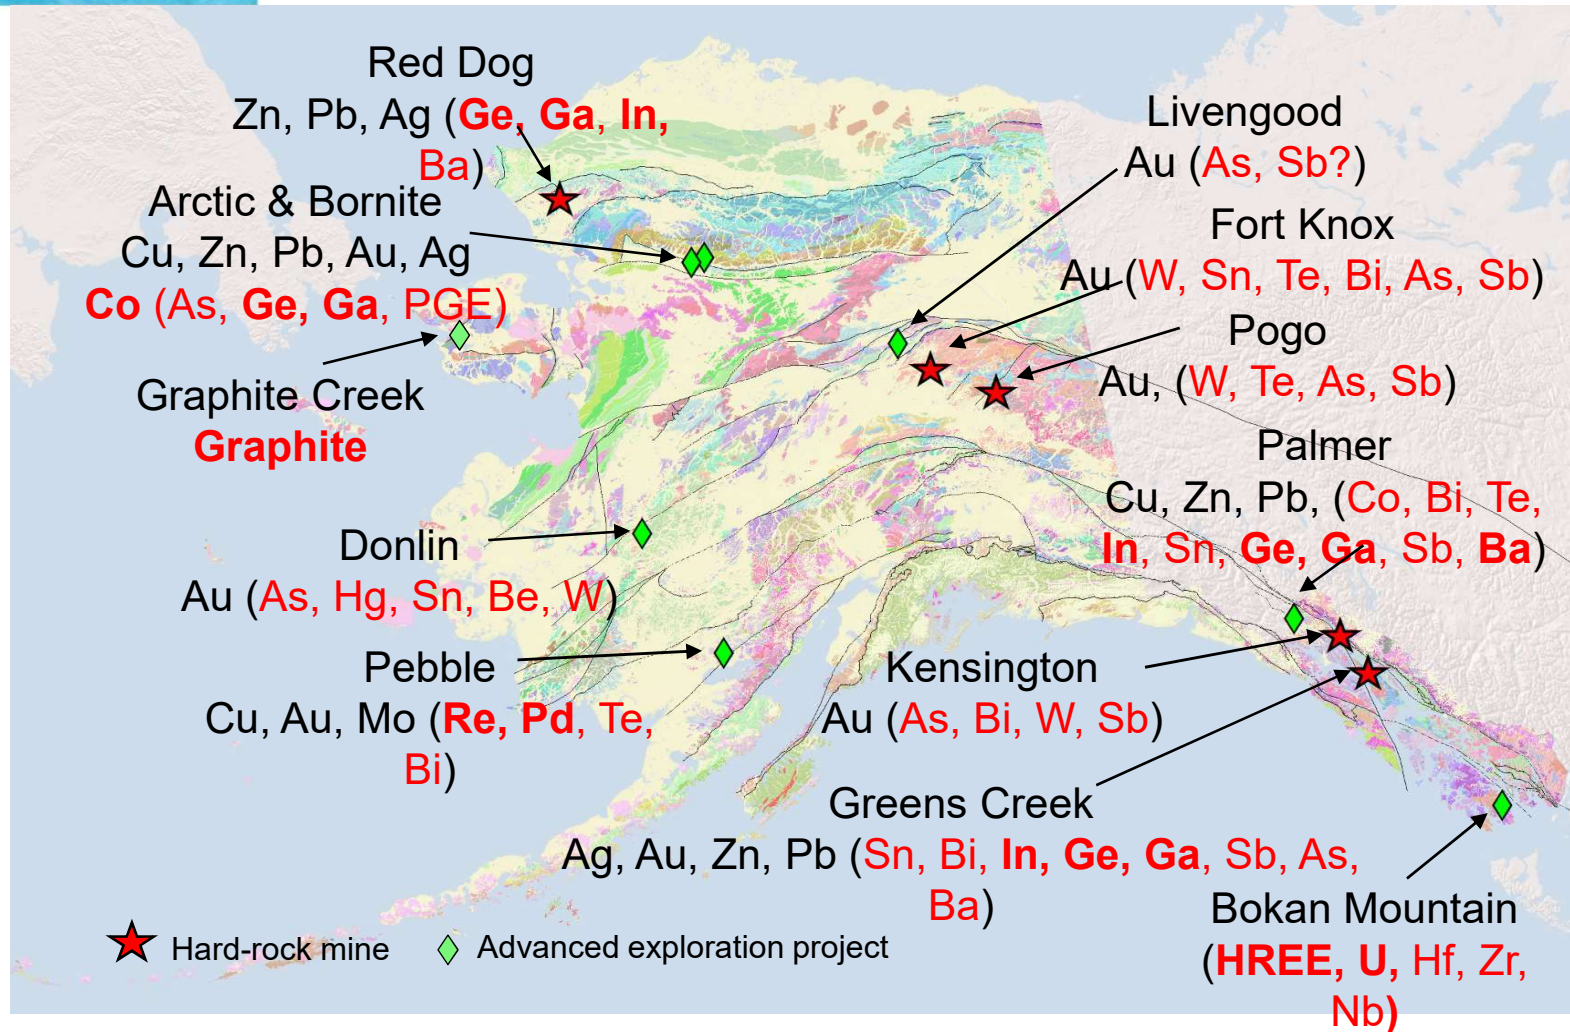 Red Dog
Zn, Pb, Ag (Ge, Ga, In,
Ba)
Arctic & Bornite
Cu, Zn, Pb, Au, Ag
Co (As, Ge, Ga, PGE)
Graphite Creek
Graphite
Donlin
Au (As, Hg, Sn, Be, W)
Pebble
Cu, Au, Mo (Re, Pd, Te,
Bi)
Livengood
Au (As, Sb?)
Fort Knox
Au (W, Sn, Te, Bi, As, Sb)
Pogo
Au, (W, Te, As, Sb)
Palmer
Cu, Zn, Pb, (Co, Bi, Te,
In, Sn, Ge, Ga, Sb, Ba)
Kensington
Au (As, Bi, W, Sb)
Greens Creek
Ag, Au, Zn, Pb (Sn, Bi, In, Ge, Ga, Sb, As,
Ba)
Bokan Mountain
(HREE, U, Hf, Zr,
Nb)
Hard-rock mine
Advanced exploration project